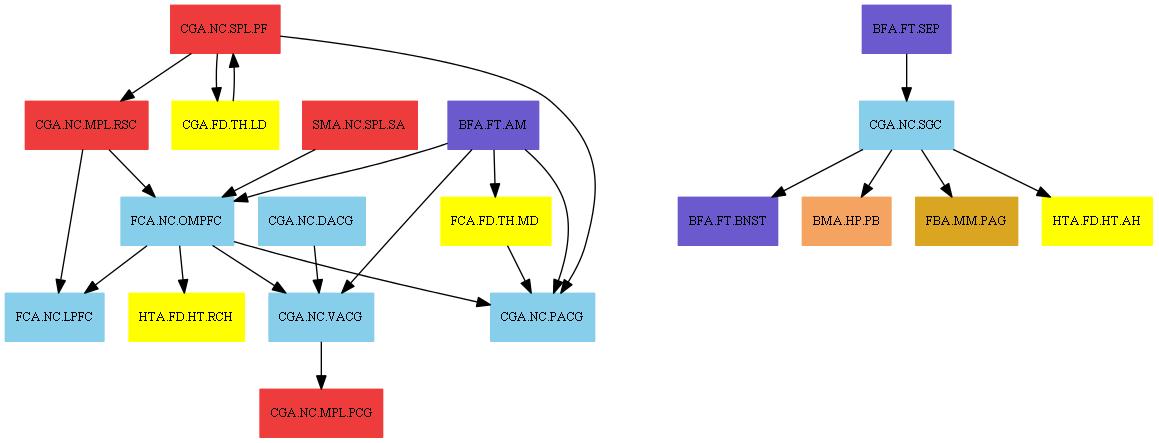 CGA.NC.SPL.PF
BFA.FT.SEP
CGA.NC.MPL.RSC
CGA.FD.TH.LD
SMA.NC.SPL.SA
BFA.FT.AM
CGA.NC.SGC
FCA.NC.OMPFC
CGA.NC.DACG
FCA.FD.TH.MD
BFA.FT.BNST
BMA.HP.PB
FBA.MM.PAG
HTA.FD.HT.AH
FCA.NC.LPFC
HTA.FD.HT.RCH
CGA.NC.VACG
CGA.NC.PACG
CGA.NC.MPL.PCG